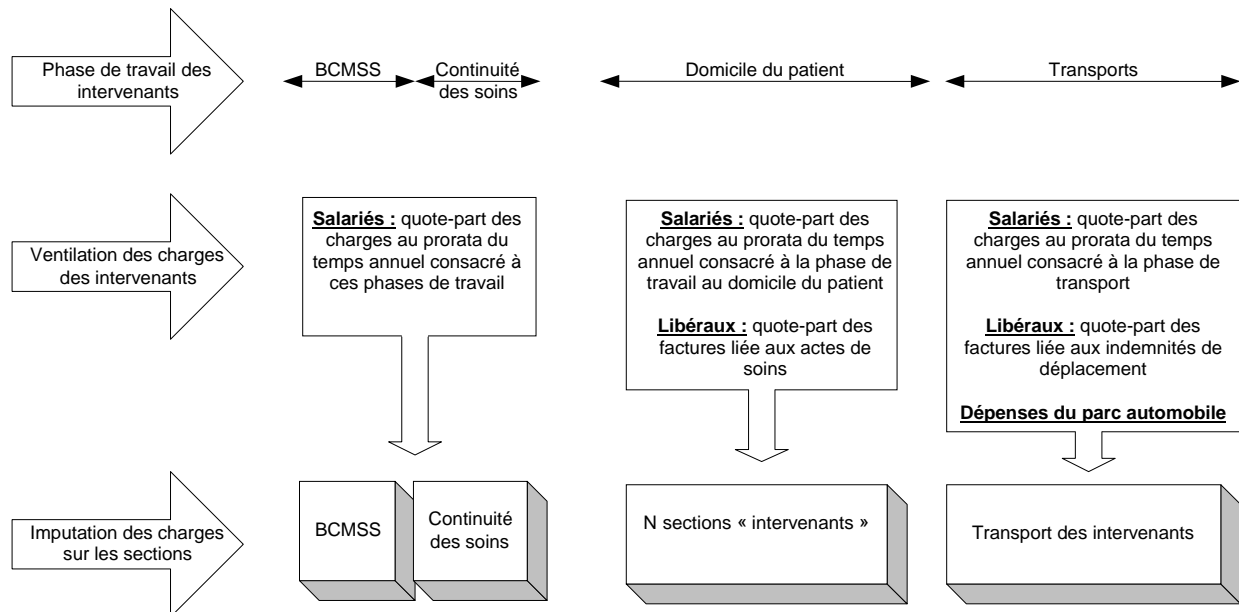 Phase de travail des
intervenants
BCMSS
Continuité
des soins
Domicile du patient
Transports
Ventilation des charges
des intervenants
Salariés : quote-part des
charges au prorata du
temps annuel consacré à
ces phases de travail
Salariés : quote-part des
charges au prorata du temps
annuel consacré à la phase de
travail au domicile du patient
Libéraux : quote-part des
factures liée aux actes de
soins
Salariés : quote-part des
charges au prorata du temps
annuel consacré à la phase de
transport
Libéraux : quote-part des
factures liée aux indemnités de
déplacement
Dépenses du parc automobile
Imputation des charges
sur les sections
BCMSS
Continuité
des soins
N sections « intervenants »
Transport des intervenants